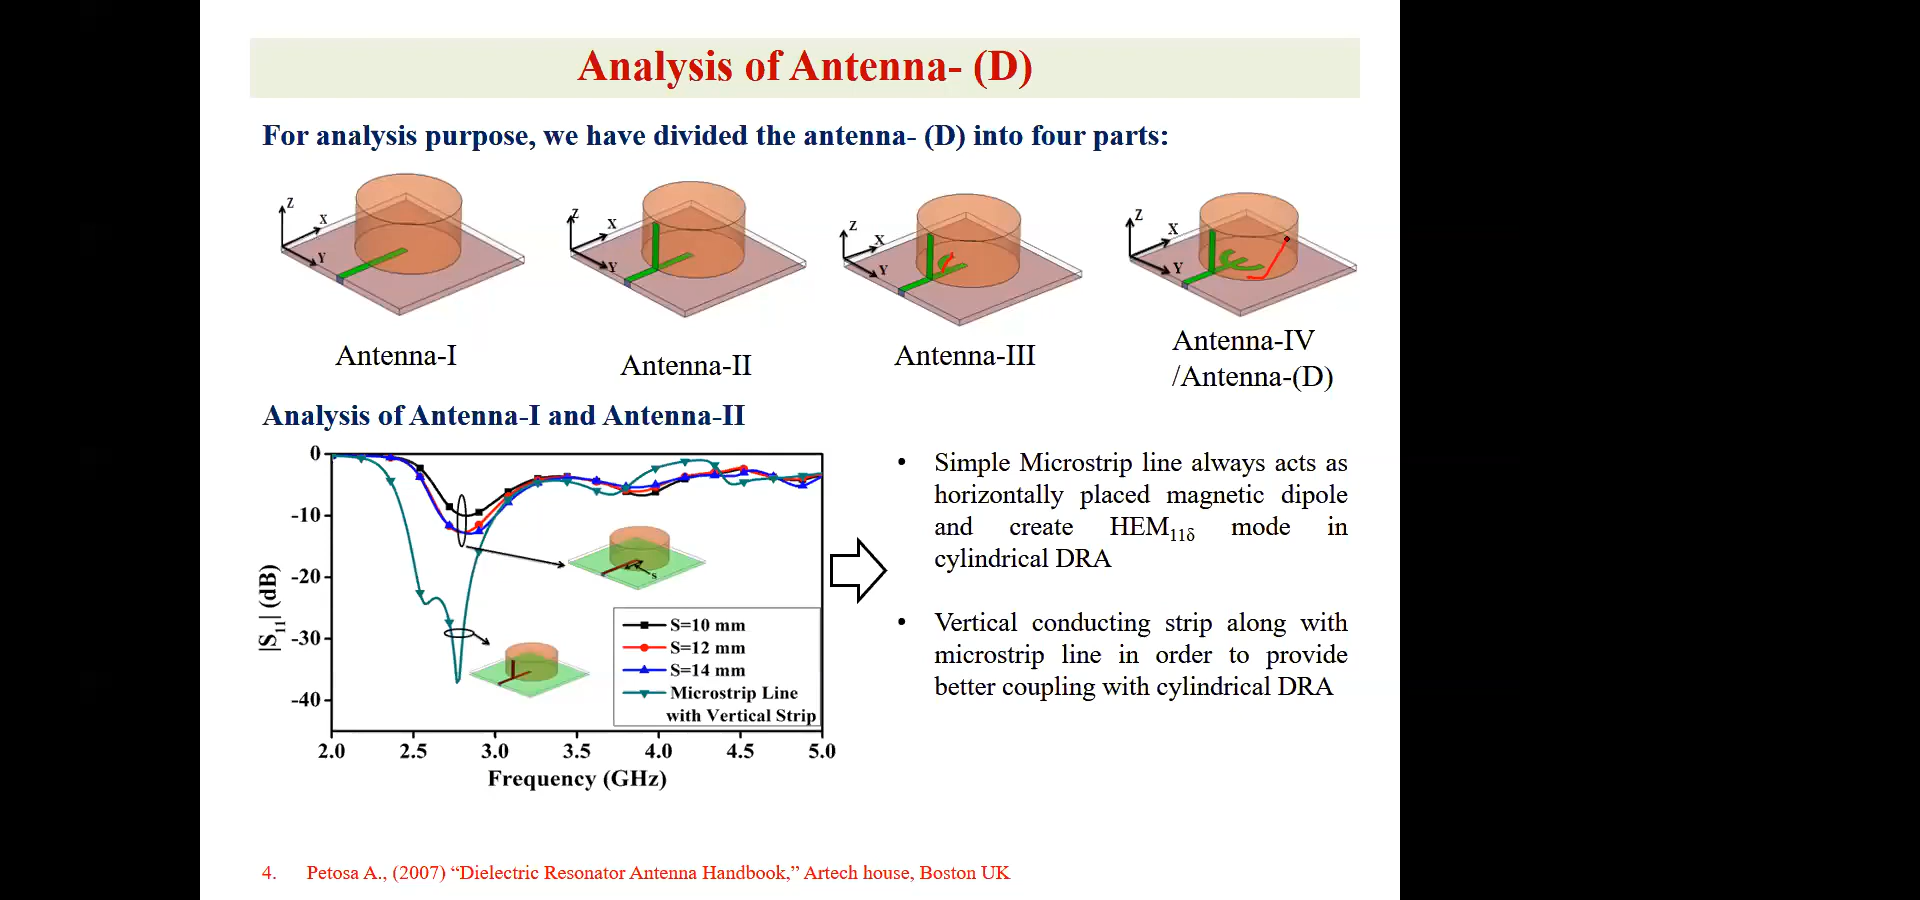 Analysis of Antenna- (D)
For analysis purpose, we have divided the antenna- (D) into four parts:
Z
X
Y
Z
X
Y
Z
X
Y
Z
X
Y
Antenna-I
Antenna-II
Antenna-III
Antenna-IV
/Antenna-(D)
Analysis of Antenna-I and Antenna-II
0
-10
-20
-30
-40
|S11| (dB)
S
S=10 mm
S=12 mm
S=14 mm
Microstrip Line
with Vertical Strip
2.0 2.5 3.0 3.5 4.0 4.5 5.0
Frequency (GHz)
• Simple Microstrip line always acts as
horizontally placed magnetic dipole
and create HEM11δ mode in
cylindrical DRA
• Vertical conducting strip along with
microstrip line in order to provide
better coupling with cylindrical DRA
4. Petosa A., (2007) “Dielectric Resonator Antenna Handbook,” Artech house, Boston UK